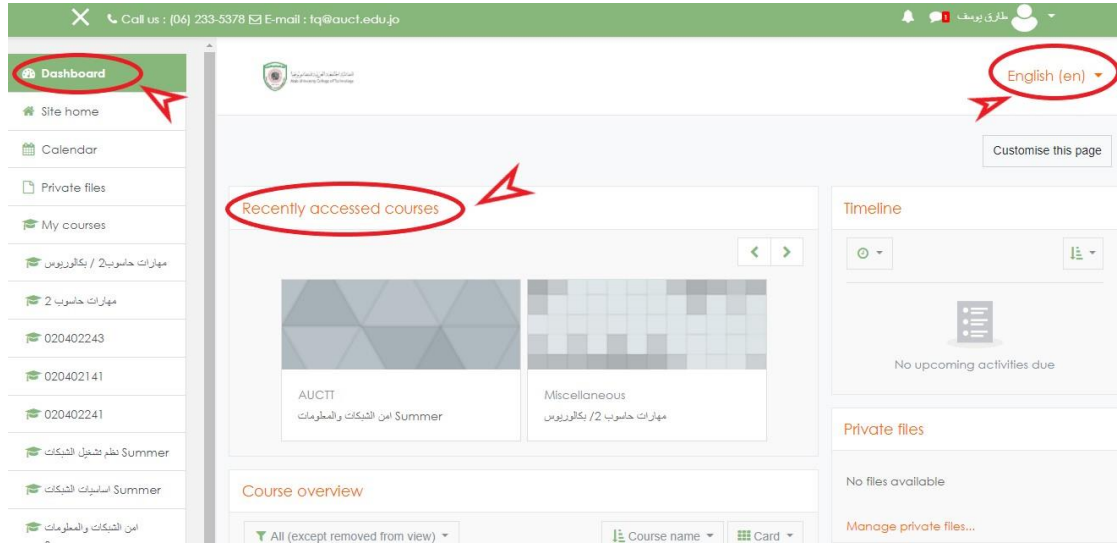 Call us : (06) 233-5378 E-mail : tq@auct.edu.jo
1
طارق يوسف
Dashboard
Site home
Calendar
Private files
My courses
مهارات حاسوب2 / بكالوريوس
مهارات حاسوب 2
020402243
020402141
020402241
Summer نظم تشغيل الشبكات
Summer اساسيات الشبكات
امن الشبكات والمعلومات
English (en)
Customise this page
Recently accessed courses
AUCTT
Summer امن الشبكات والمعلومات
Miscellaneous
مهارات حاسوب 2/ بكالوريوس
Course overview
All (except removed from view)
Course name
Card
Timeline
No upcoming activities due
Private files
No files available
Manage private files...